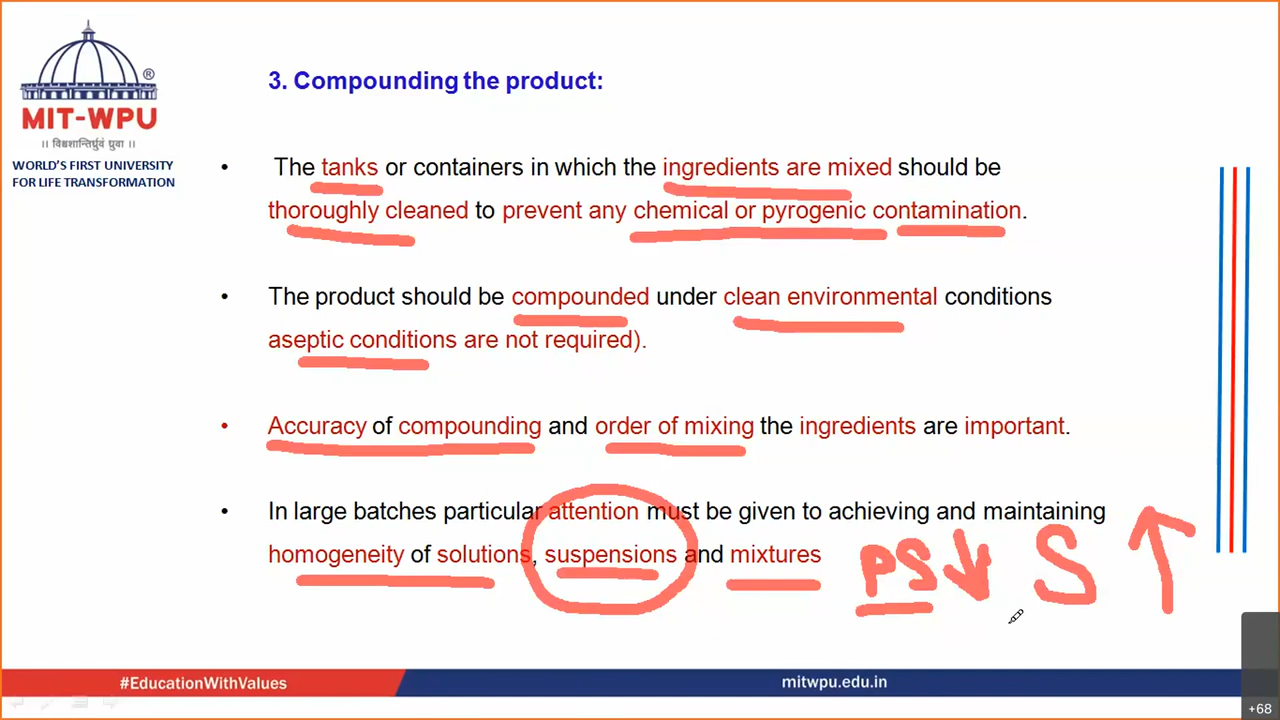 MIT-WPU
®
|| विश्वशान्तिर्ध्रुवं ध्रुवा ||
WORLD'S FIRST UNIVERSITY
FOR LIFE TRANSFORMATION
3. Compounding the product:
• The tanks or containers in which the ingredients are mixed should be
thoroughly cleaned to prevent any chemical or pyrogenic contamination.
• The product should be compounded under clean environmental conditions
aseptic conditions are not required).
• Accuracy of compounding and order of mixing the ingredients are important.
• In large batches particular attention must be given to achieving and maintaining
homogeneity of solutions, suspensions and mixtures
PS↓ S ↑
#EducationWithValues
mitwpu.edu.in
+68